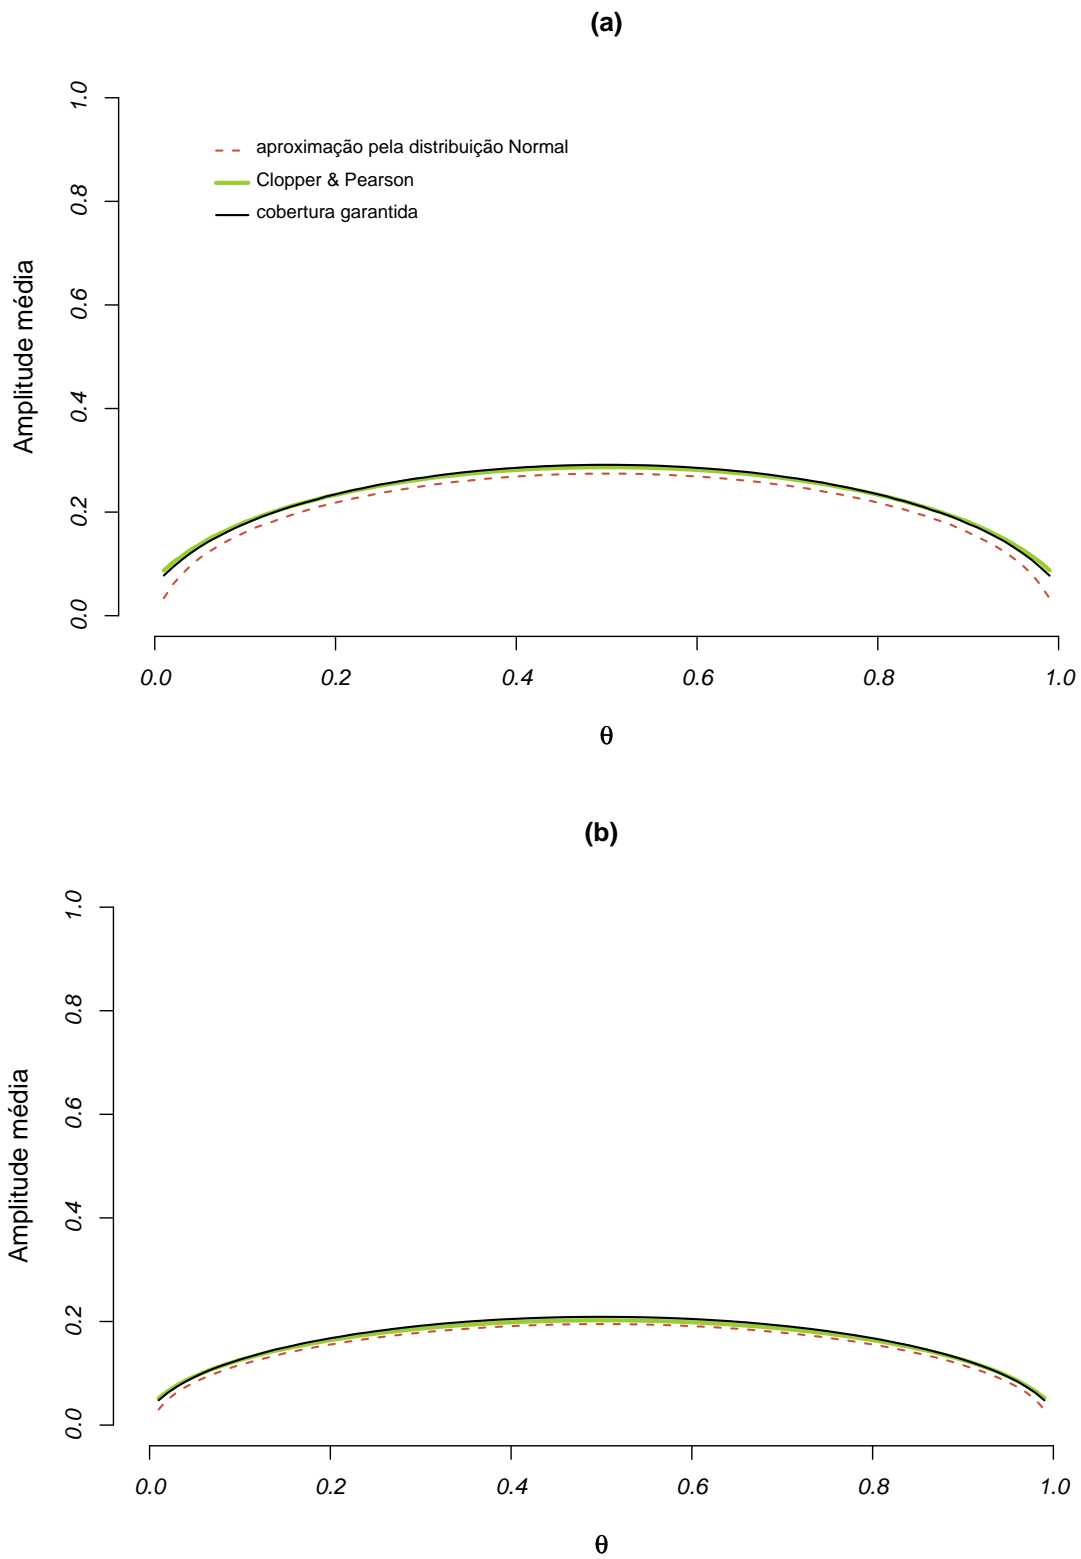 (a)
Amplitude média
1.0
0.8
0.6
0.4
0.2
0.0
aproximação pela distribuição Normal
Clopper & Pearson
cobertura garantida
0.0 0.2 0.4 0.6 0.8 1.0
θ
(b)
Amplitude média
1.0
0.8
0.6
0.4
0.2
0.0
0.0 0.2 0.4 0.6 0.8 1.0
θ